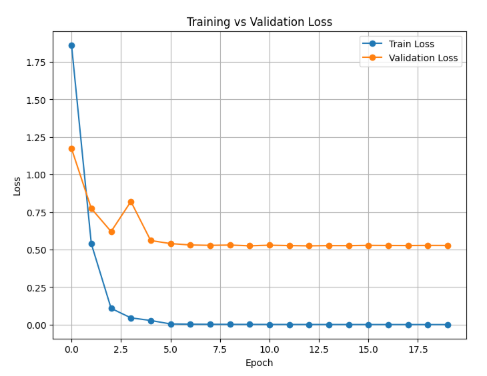 Training vs Validation Loss
Train Loss
Validation Loss
1.75
1.50
1.25
1.00
0.75
0.50
0.25
0.00
Loss
0.0 2.5 5.0 7.5 10.0 12.5 15.0 17.5
Epoch